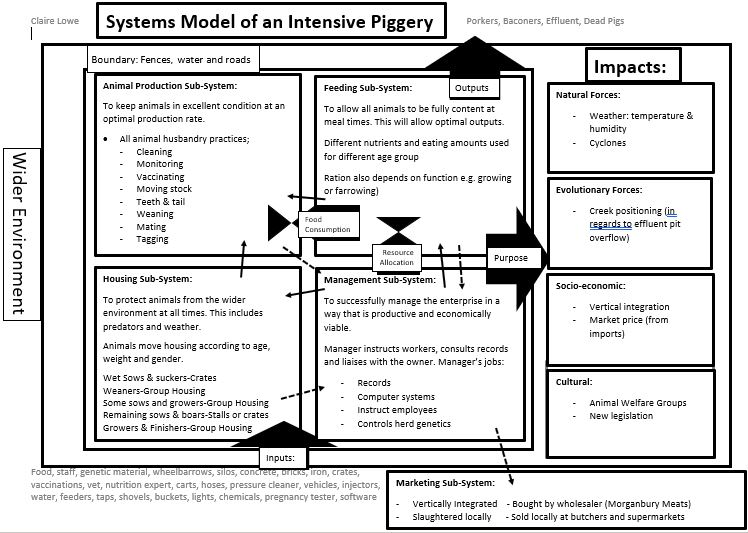 Claire Lowe
Systems Model of an Intensive Piggery
Porkers, Baconers, Effluent, Dead Pigs
Wider Environment
Boundary: Fences, water and roads
Outputs
Animal Production Sub-System:
To keep animals in excellent condition at an
optimal production rate.
• All animal husbandry practices;
- Cleaning
- Monitoring
- Vaccinating
- Moving stock
- Teeth & tail
- Weaning
- Mating
- Tagging
Feeding Sub-System:
To allow all animals to be fully content at
meal times. This will allow optimal outputs.
Different nutrients and eating amounts used
for different age group
Ration also depends on function e.g. growing
or farrowing)
Food
Consumption
Resource
Allocation
Purpose
Housing Sub-System:
To protect animals from the wider
environment at all times. This includes
predators and weather.
Animals move housing according to age,
weight and gender.
Wet Sows & suckers-Crates
Weaners-Group Housing
Some sows and growers-Group Housing
Remaining sows & boars-Stalls or crates
Growers & Finishers-Group Housing
Management Sub-System:
To successfully manage the enterprise in a
way that is productive and economically
viable.
Manager instructs workers, consults records
and liaises with the owner. Manager's jobs:
- Records
- Computer systems
- Instruct employees
- Controls herd genetics
Impacts:
Natural Forces:
- Weather: temperature &
humidity
- Cyclones
Evolutionary Forces:
- Creek positioning (in
regards to effluent pit
overflow)
Socio-economic:
- Vertical integration
- Market price (from
imports)
Cultural:
- Animal Welfare Groups
- New legislation
Inputs:
Food, staff, genetic material, wheelbarrows, silos, concrete, bricks, iron, crates,
vaccinations, vet, nutrition expert, carts, hoses, pressure cleaner, vehicles, injectors,
water, feeders, taps, shovels, buckets, lights, chemicals, pregnancy tester, software
Marketing Sub-System:
- Vertically Integrated - Bought by wholesaler (Morganbury Meats)
- Slaughtered locally - Sold locally at butchers and supermarkets